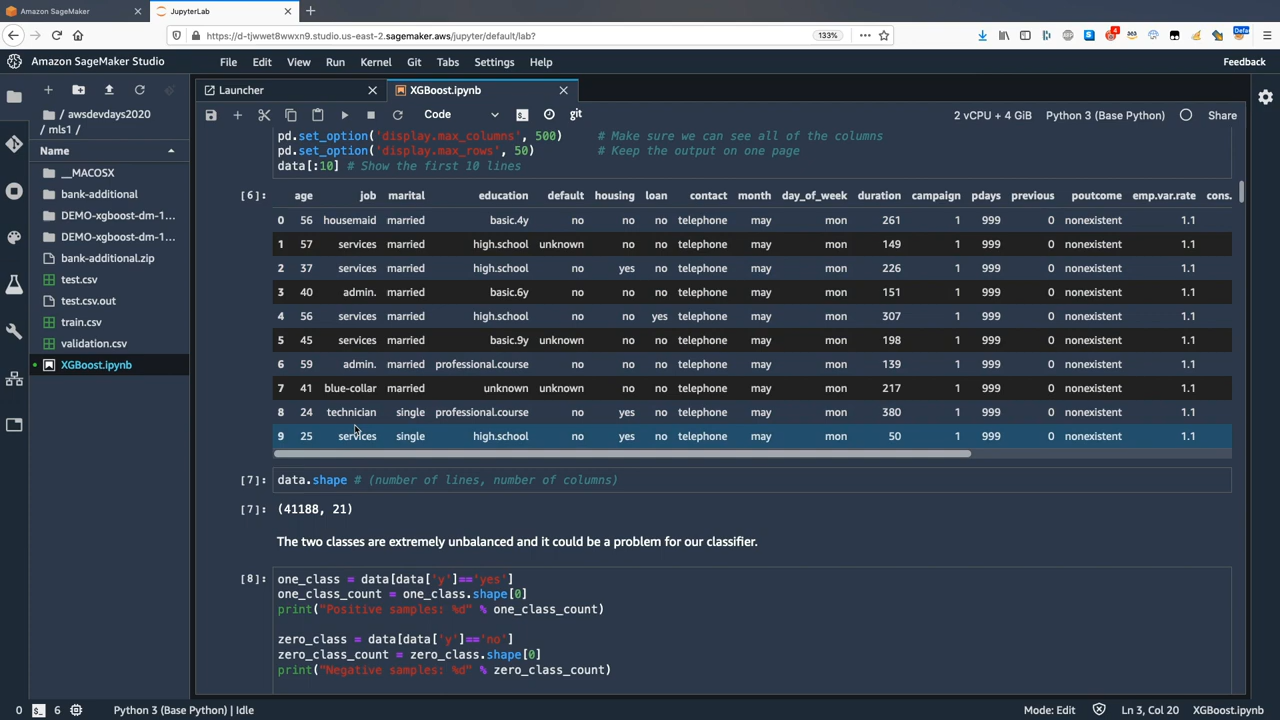 Amazon SageMaker
JupyterLab
https://d-tjwwet8wwxn9.studio.us-east-2.sagemaker.aws/jupyter/default/lab?
133%
4
Defa
Amazon SageMaker Studio
File Edit View Run Kernel Git Tabs Settings Help
Feedback
Launcher
XGBoost.ipynb
Code
git
2 vCPU + 4 GiB
Python 3 (Base Python)
Share
/ awsdevdays2020
/ mls1 /
Name
__MACOSX
bank-additional
DEMO-xgboost-dm-1...
DEMO-xgboost-dm-1...
bank-additional.zip
test.csv
test.csv.out
train.csv
validation.csv
XGBoost.ipynb
pd.set_option('display.max_columns', 500) # Make sure we can see all of the columns
pd.set_option('display.max_rows', 50) # Keep the output on one page
data[:10] # Show the first 10 lines
[6]: age job marital education default housing loan contact month day_of_week duration campaign pdays previous poutcome emp.var.rate cons.
0 56 housemaid married basic.4y no no no telephone may mon 261 1 999 0 nonexistent 1.1
1 57 services married high.school unknown no no telephone may mon 149 1 999 0 nonexistent 1.1
2 37 services married high.school no yes no telephone may mon 226 1 999 0 nonexistent 1.1
3 40 admin. married basic.6y no no no telephone may mon 151 1 999 0 nonexistent 1.1
4 56 services married high.school no no yes telephone may mon 307 1 999 0 nonexistent 1.1
5 45 services married basic.9y unknown no no telephone may mon 198 1 999 0 nonexistent 1.1
6 59 admin. married professional.course no no no telephone may mon 139 1 999 0 nonexistent 1.1
7 41 blue-collar married unknown unknown no no telephone may mon 217 1 999 0 nonexistent 1.1
8 24 technician single professional.course no yes no telephone may mon 380 1 999 0 nonexistent 1.1
9 25 services single high.school no yes no telephone may mon 50 1 999 0 nonexistent 1.1
[7]: data.shape # (number of lines, number of columns)
[7]: (41188, 21)
The two classes are extremely unbalanced and it could be a problem for our classifier.
[8]: one_class = data[data['y']=='yes']
one_class_count = one_class.shape[0]
print("Positive samples: %d" % one_class_count)
zero_class = data[data['y']=='no']
zero_class_count = zero_class.shape[0]
print("Negative samples: %d" % zero_class_count)
0 6 Python 3 (Base Python) | Idle
Mode: Edit
Ln 3, Col 20
XGBoost.ipynb